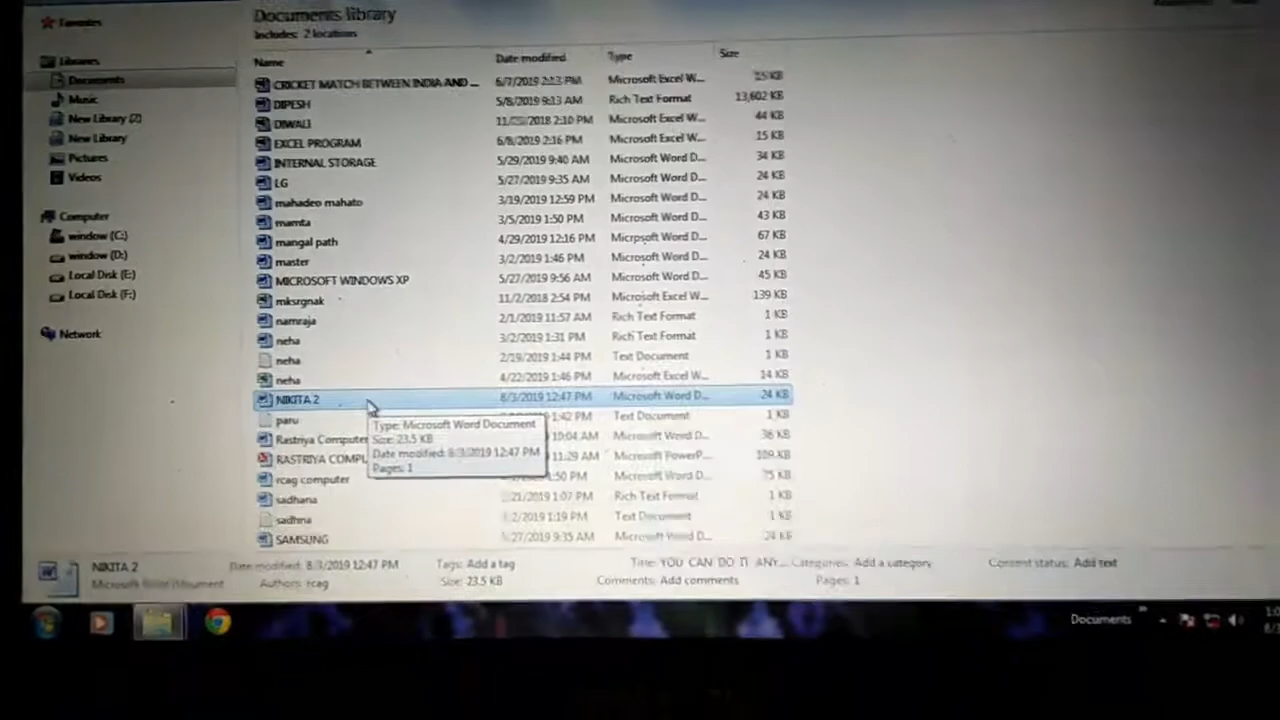 Favorites
Libraries
Documents
Music
New Library (2)
New Library
Pictures
Videos
Computer
window (C:)
window (D:)
Local Disk (E:)
Local Disk (F:)
Network
Documents library
Includes: 2 locations
Name Date modified Type Size
CRICKET MATCH BETWEEN INDIA AND ... 6/7/2019 2:13 PM Microsoft Excel W... 15 KB
DIPESH 5/8/2019 9:13 AM Rich Text Format 13,602 KB
DIWALI 2018 2:10 PM Microsoft Excel W... 44 KB
EXCEL PROGRAM 6/8/2019 2:16 PM Microsoft Excel W... 15 KB
INTERNAL STORAGE 5/29/2019 9:40 AM Microsoft Word D... 34 KB
LG 5/27/2019 9:35 AM Microsoft Word D... 24 KB
mahadeo mahato 3/19/2019 12:59 PM Microsoft Word D... 24 KB
mamta 3/5/2019 1:50 PM Microsoft Word D... 43 KB
mangal path 4/29/2019 12:16 PM Microsoft Word D... 67 KB
master 3/2/2019 1:46 PM Microsoft Word D... 24 KB
MICROSOFT WINDOWS XP 5/27/2019 9:56 AM Microsoft Word D... 45 KB
mksrgnak 11/2/2018 2:54 PM Microsoft Excel W... 139 KB
namraja 2/1/2019 11:57 AM Rich Text Format 1 KB
neha 3/2/2019 1:31 PM Rich Text Format 1 KB
neha 2/19/2019 1:44 PM Text Document 1 KB
neha 4/22/2019 1:46 PM Microsoft Excel W... 14 KB
NIKITA 2 8/3/2019 12:47 PM Microsoft Word D... 24 KB
paru 1:42 PM Text Document 1 KB
Rastriya Computer 10:04 AM Microsoft Word D... 36 KB
RASTRIYA COMPU 11:29 AM Microsoft PowerP... 109 KB
rcag computer 1:50 PM Microsoft Word D... 75 KB
sadhana 21/2019 1:07 PM Rich Text Format 1 KB
sadhna 2/2019 1:19 PM Text Document 1 KB
SAMSUNG 27/2019 9:35 AM Microsoft Word D... 24 KB
Type: Microsoft Word Document
Size: 23.5 KB
Date modified: 8/3/2019 12:47 PM
Pages: 1
NIKITA 2 Date modified: 8/3/2019 12:47 PM Tags: Add a tag Title: YOU CAN DO IT ANY... Categories: Add a category Content status: Add text
Microsoft Word Document Authors: rcag Size: 23.5 KB Comments: Add comments Pages: 1
Documents